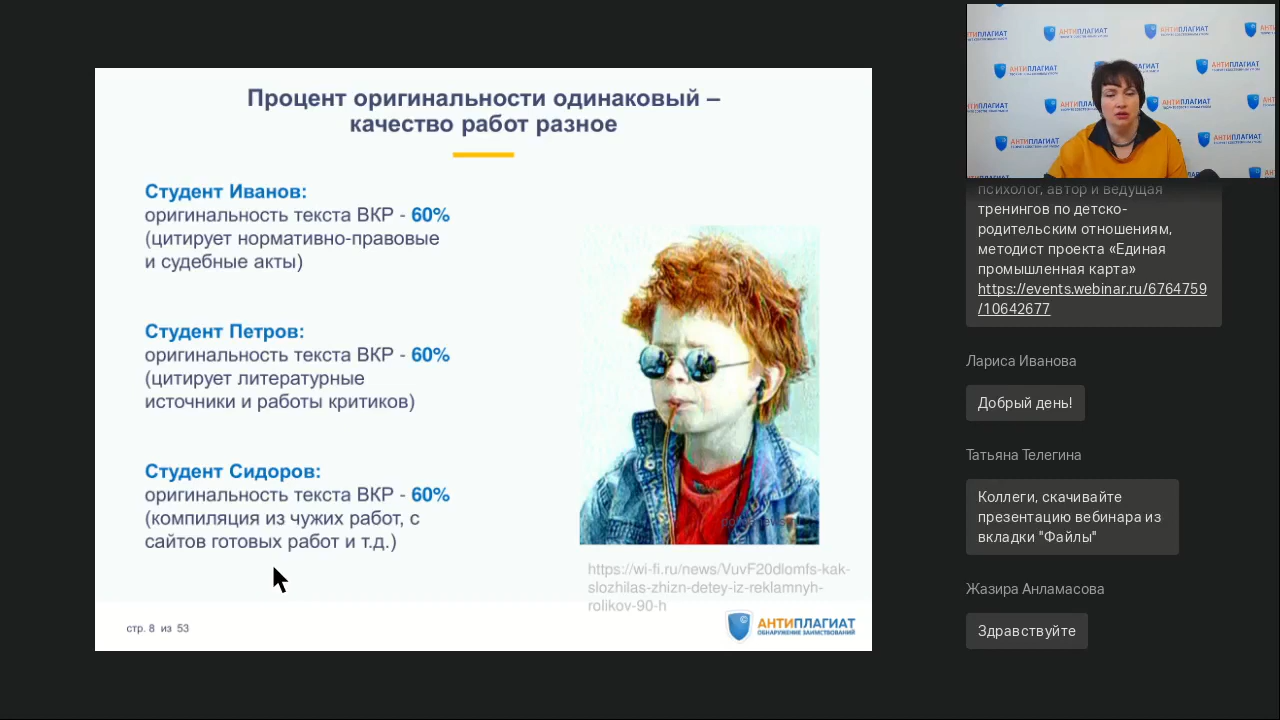 Процент оригинальности одинаковый –
качество работ разное
Студент Иванов:
оригинальность текста ВКР - 60%
(цитирует нормативно-правовые
и судебные акты)
Студент Петров:
оригинальность текста ВКР - 60%
(цитирует литературные
источники и работы критиков)
Студент Сидоров:
оригинальность текста ВКР - 60%
(компиляция из чужих работ, с
сайтов готовых работ и т.д.)
https://wi-fi.ru/news/VuvF20dlomfs-kak-
slozhilas-zhizn-detey-iz-reklamnyh-
rolikov-90-h
стр. 8 из 53
АНТИПЛАГИАТ
ОБНАРУЖЕНИЕ ЗАИМСТВОВАНИЙ
АНТИПЛАГИАТ
психолог, автор и ведущая
тренингов по детско-
родительским отношениям,
методист проекта «Единая
промышленная карта»
https://events.webinar.ru/6764759
/10642677
Лариса Иванова
Добрый день!
Татьяна Телегина
Коллеги, скачивайте
презентацию вебинара из
вкладки "Файлы"
Жазира Анламасова
Здравствуйте